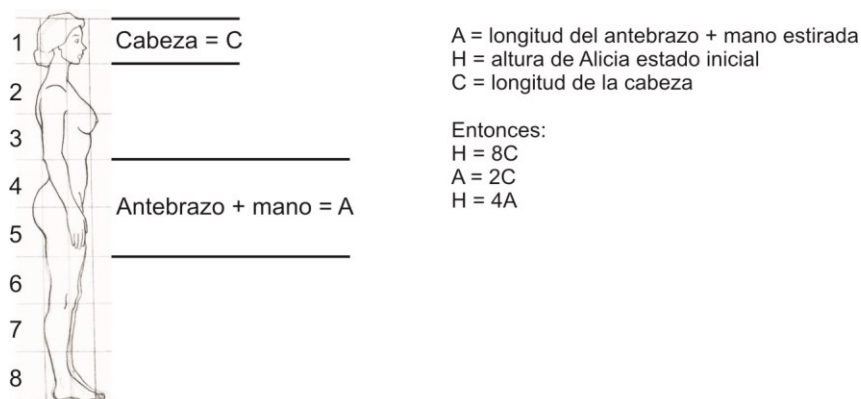 1
Cabeza = C
2
3
4
5
Antebrazo + mano = A
6
7
8
A = longitud del antebrazo + mano estirada
H = altura de Alicia estado inicial
C = longitud de la cabeza
Entonces:
H = 8C
A = 2C
H = 4A